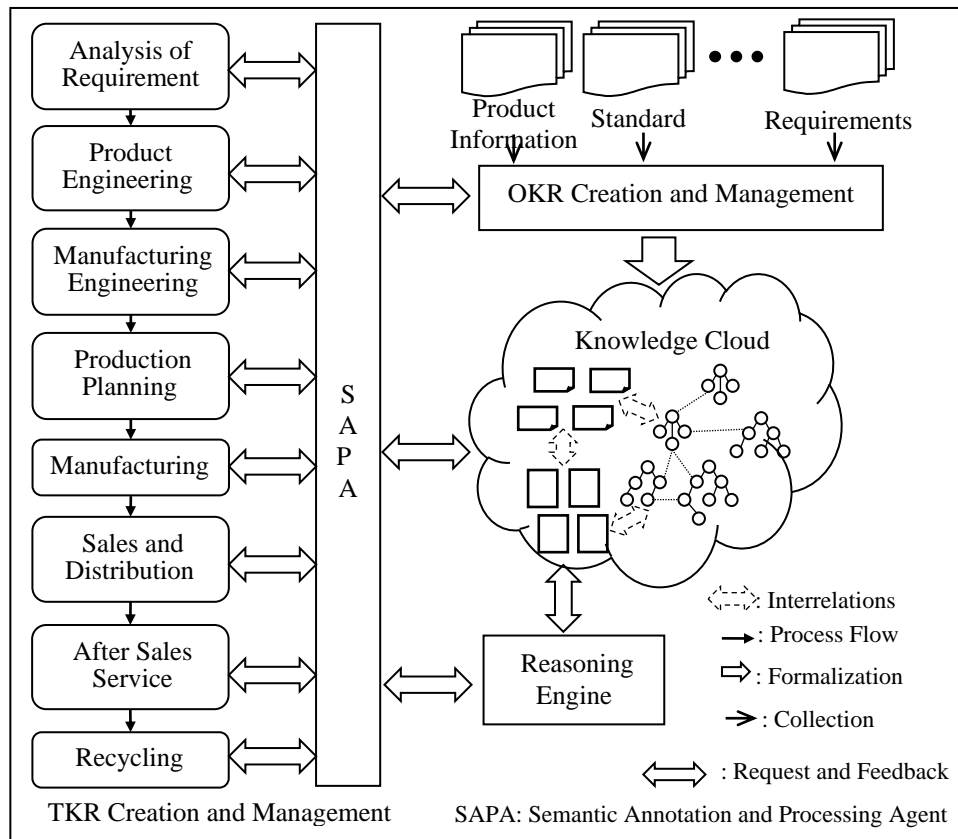 Analysis of
Requirement
Product
Engineering
Manufacturing
Engineering
Production
Planning
Manufacturing
Sales and
Distribution
After Sales
Service
Recycling
TKR Creation and Management
S
A
P
A
Product
Information
Standard
Requirements
OKR Creation and Management
Knowledge Cloud
Reasoning
Engine
: Interrelations
: Process Flow
: Formalization
: Collection
: Request and Feedback
SAPA: Semantic Annotation and Processing Agent